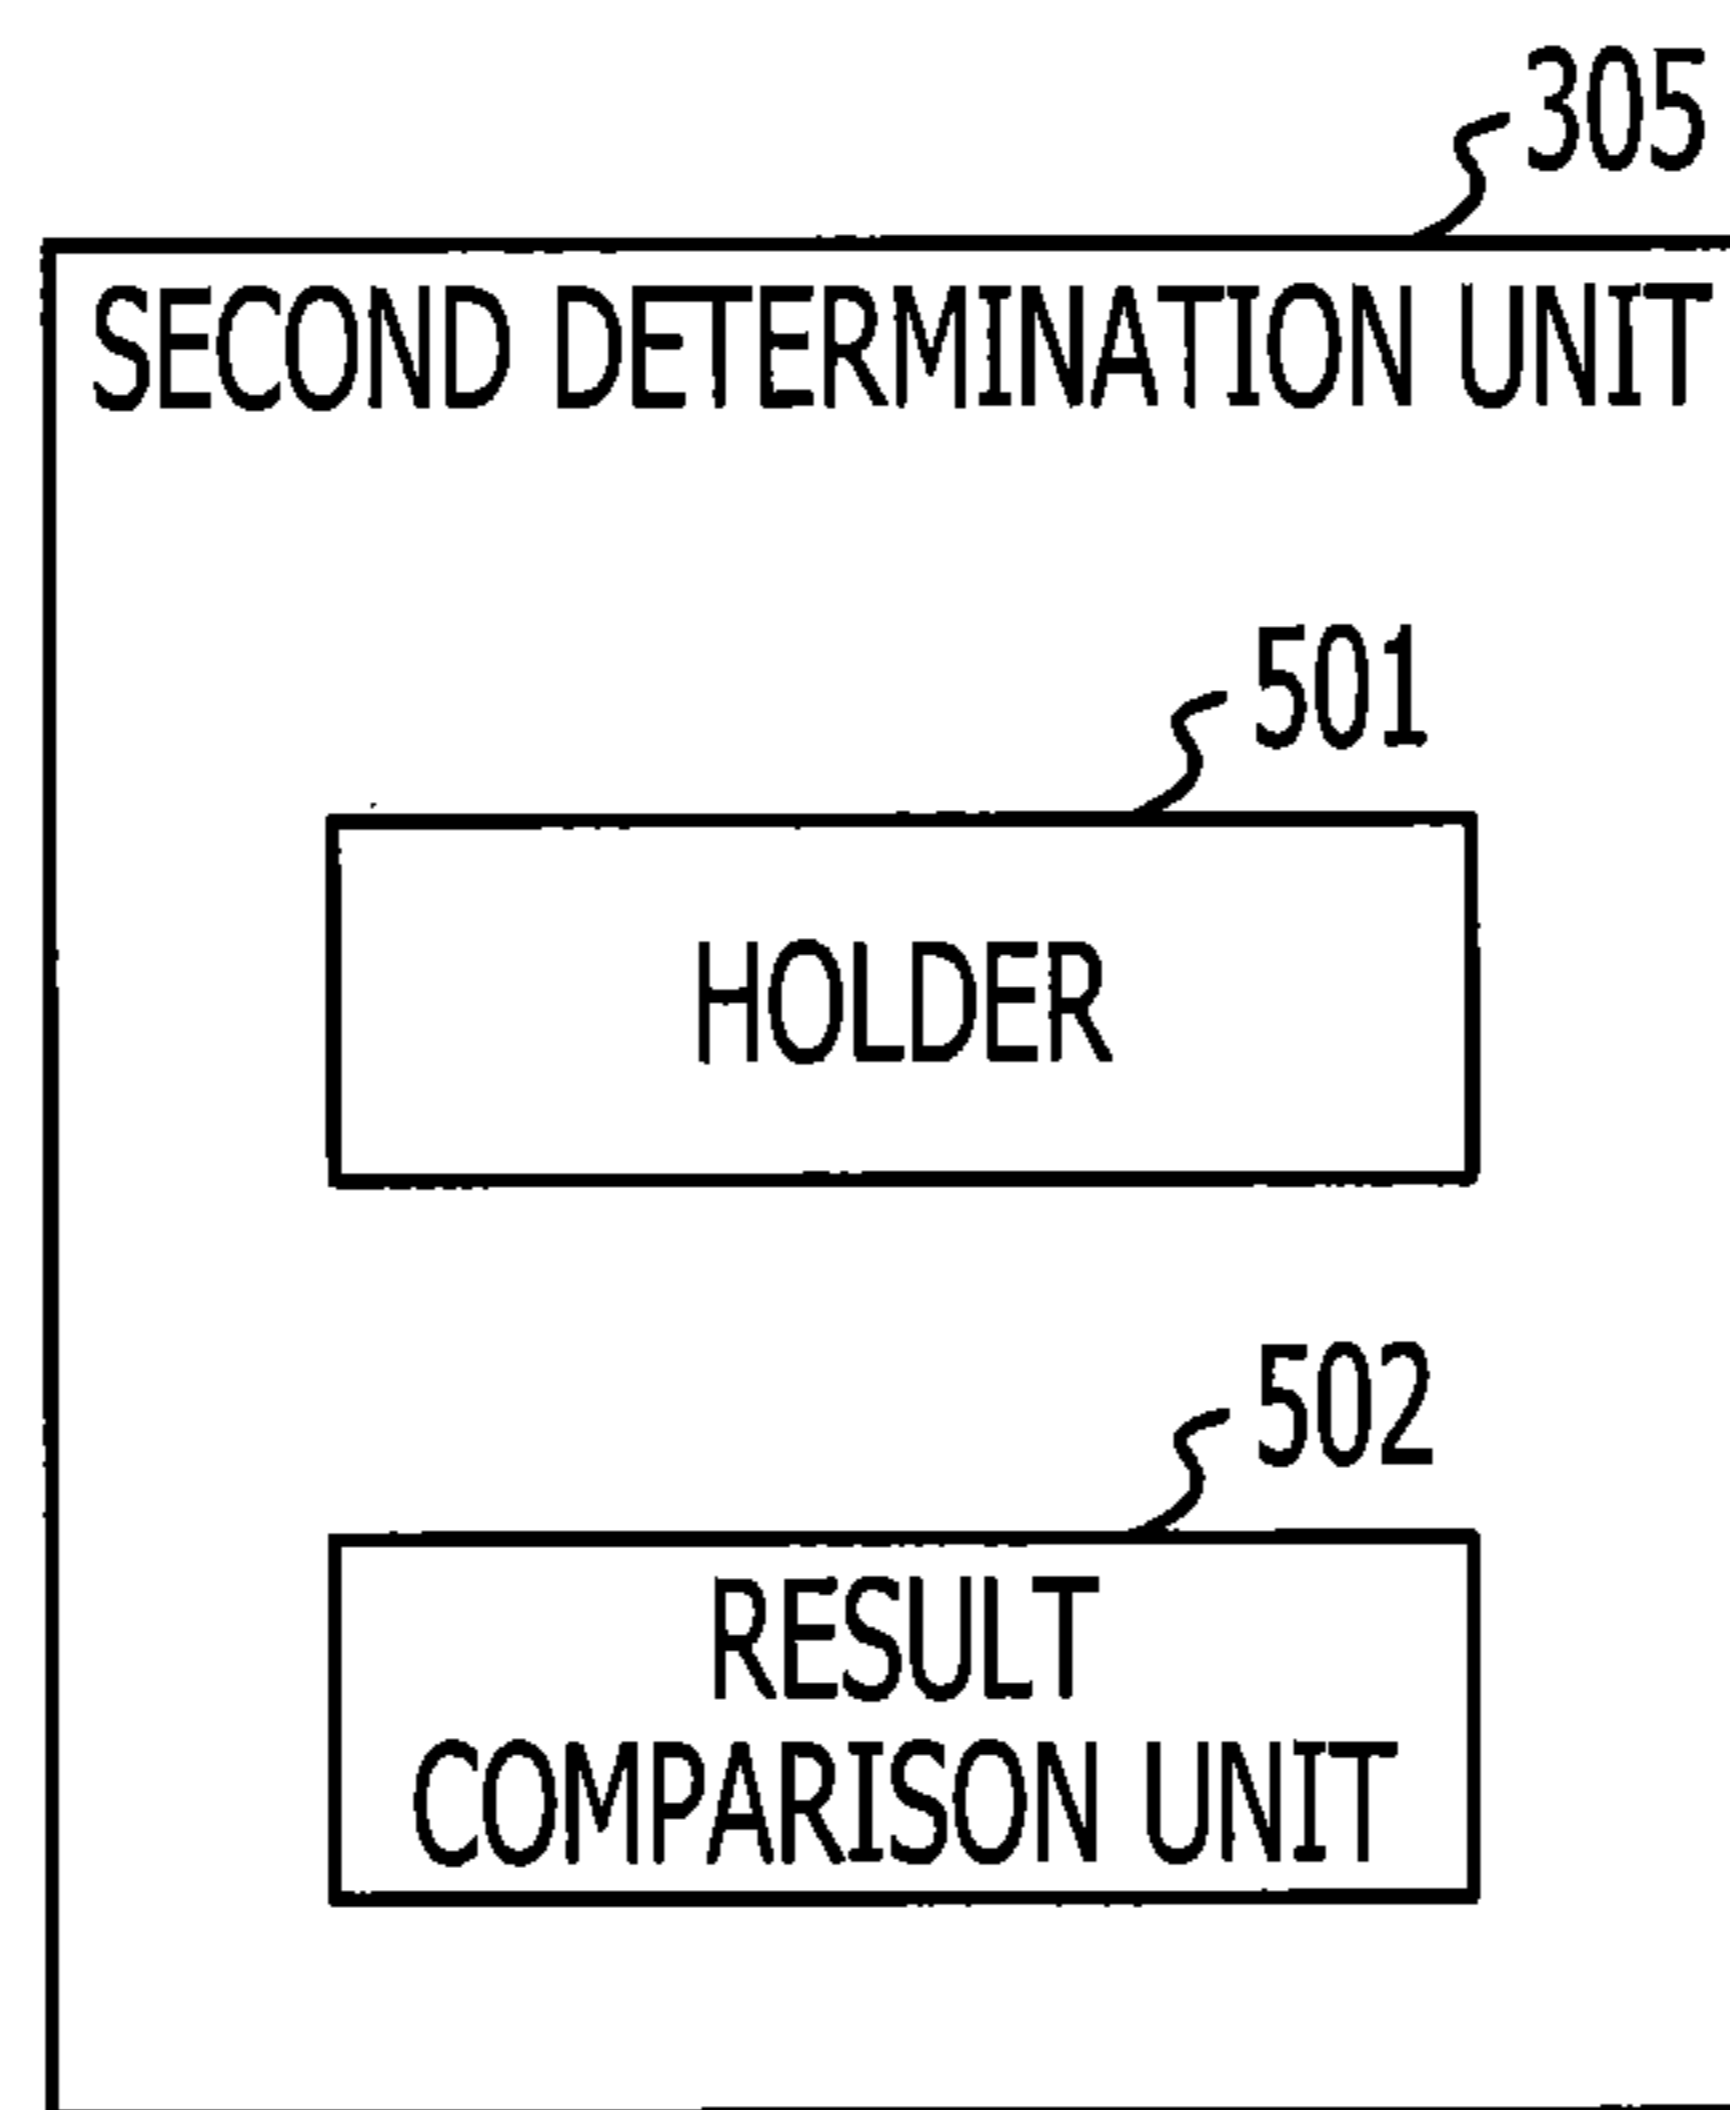 305
SECOND DETERMINATION UNIT
501
HOLDER
502
RESULT
COMPARISON UNIT